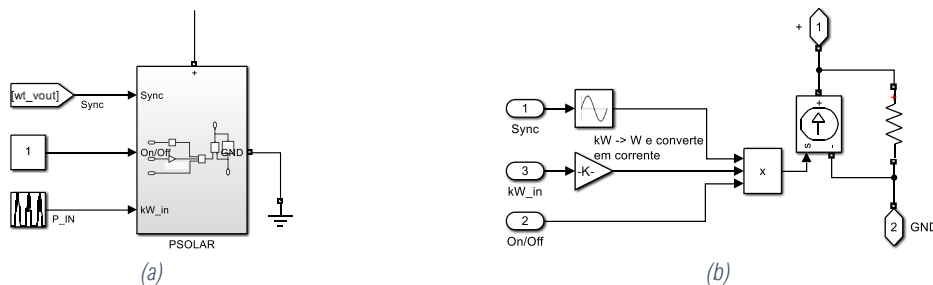 +
[wt_vout]
Sync
1
P_IN
+
Sync
On/Off
GND
kW_in
PSOLAR
(a)
1
Sync
3
kW_in
2
On/Off
kW -> W e converte
em corrente
-K-
x
+
1
+
s
-
+
2
GND
(b)